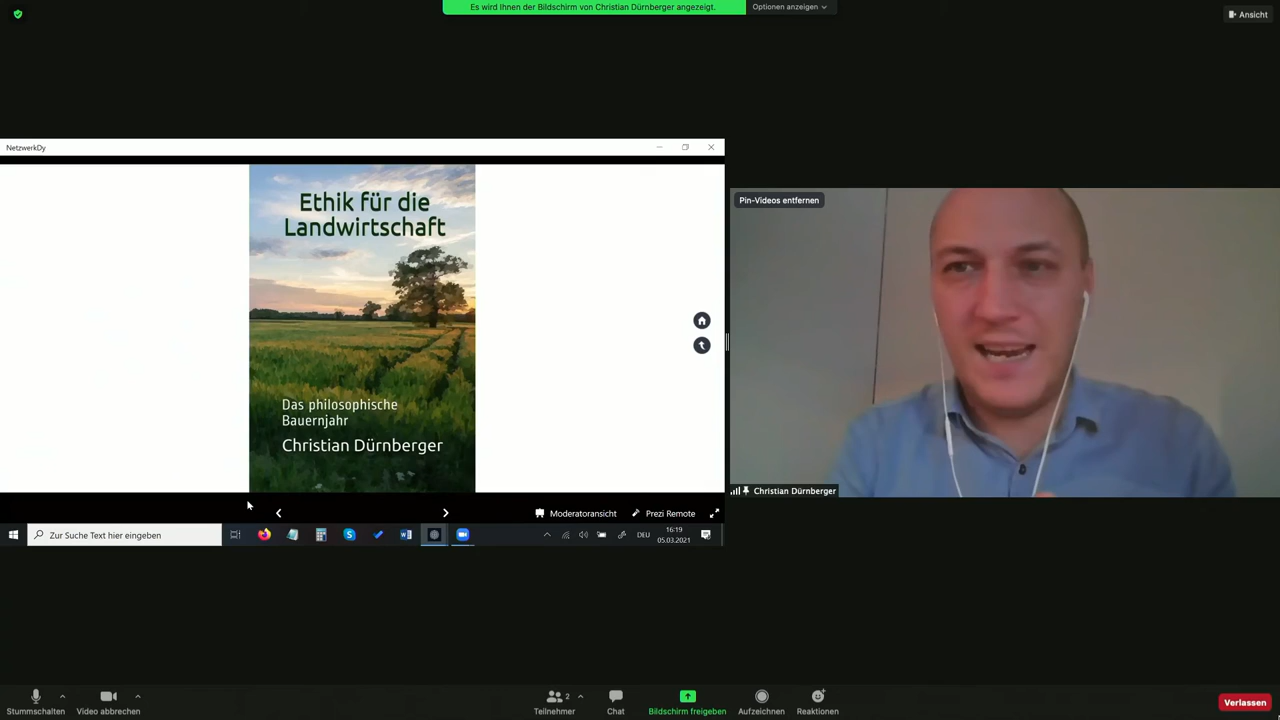 Es wird Ihnen der Bildschirm von Christian Dürnberger angezeigt.
Optionen anzeigen
Ansicht
NetzwerkDy
Ethik für die
Landwirtschaft
Das philosophische
Bauernjahr
Christian Dürnberger
Pin-Videos entfernen
Christian Dürnberger
Moderatoransicht
Prezi Remote
Zur Suche Text hier eingeben
DEU
16:19
05.03.2021
Stummschalten
Video abbrechen
2
Teilnehmer
Chat
Bildschirm freigeben
Aufzeichnen
Reaktionen
Verlassen